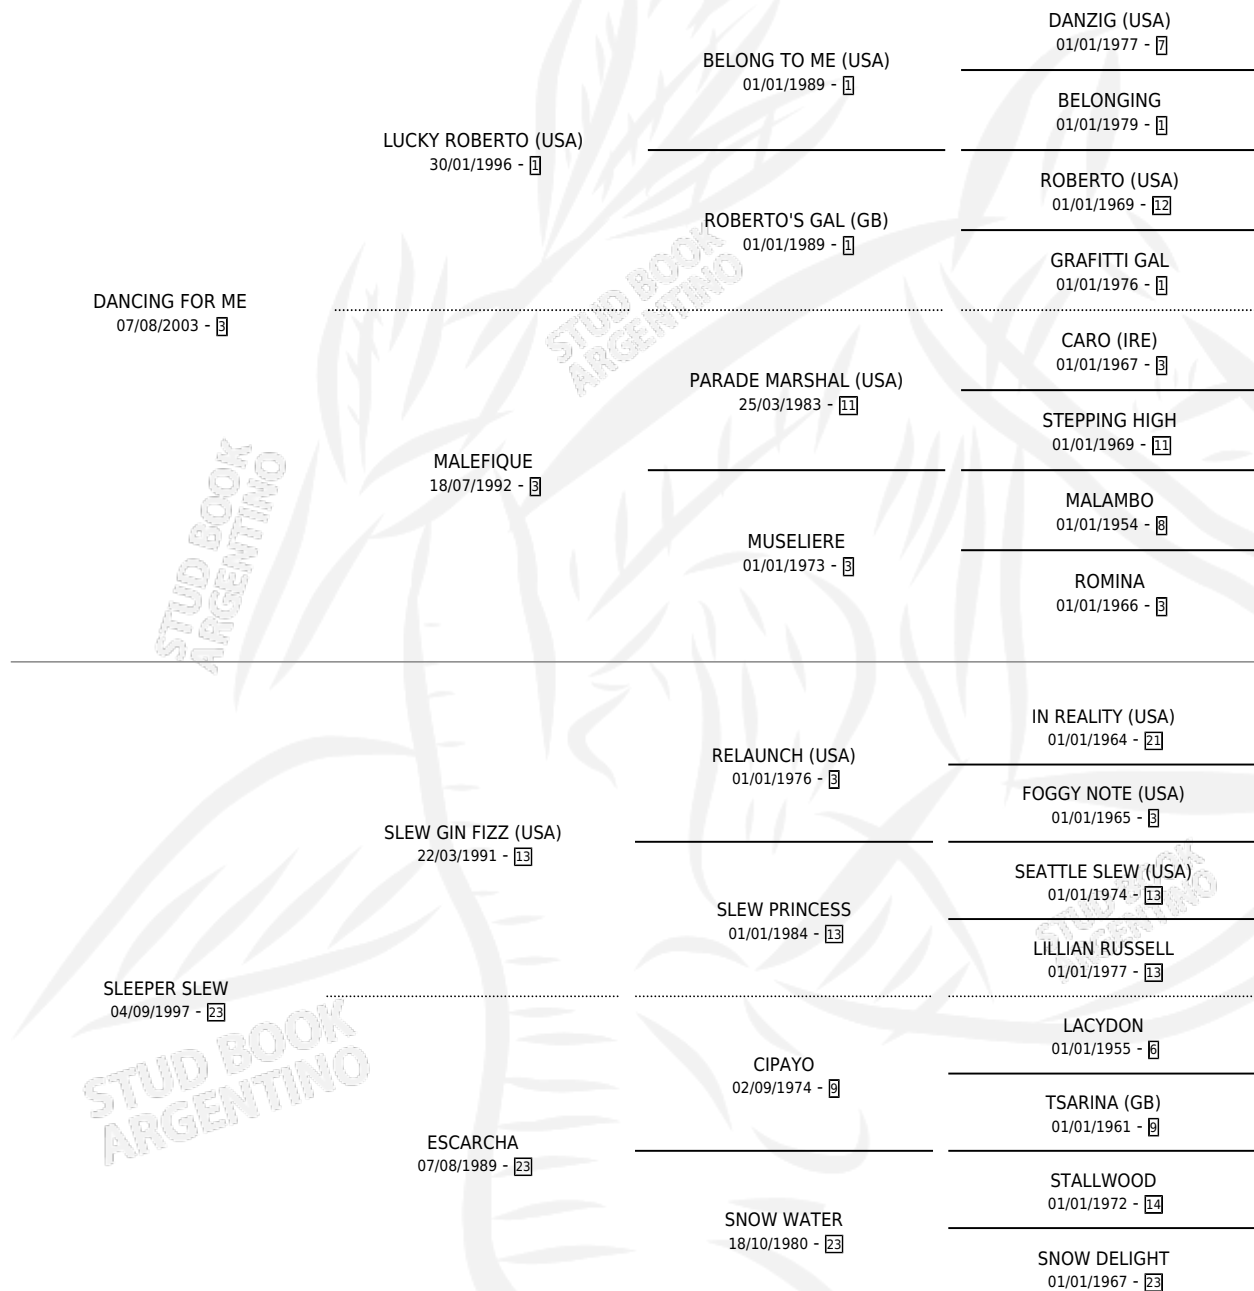 DANZIG (USA)
01/01/1977 - 7
BELONG TO ME (USA)
01/01/1989 - 1
BELONGING
01/01/1979 - 1
LUCKY ROBERTO (USA)
30/01/1996 - 1
ROBERTO (USA)
01/01/1969 - 12
ROBERTO'S GAL (GB)
01/01/1989 - 1
GRAFITTI GAL
01/01/1976 - 1
DANCING FOR ME
07/08/2003 - 3
STUD BOOK
ARGENTINO
CARO (IRE)
01/01/1967 - 3
PARADE MARSHAL (USA)
25/03/1983 - 11
STEPPING HIGH
01/01/1969 - 11
MALEFIQUE
18/07/1992 - 3
MALAMBO
01/01/1954 - 8
MUSELIERE
01/01/1973 - 3
ROMINA
01/01/1966 - 3
STUD BOOK
ARGENTINO
IN REALITY (USA)
01/01/1964 - 21
RELAUNCH (USA)
01/01/1976 - 3
FOGGY NOTE (USA)
01/01/1965 - 3
SLEW GIN FIZZ (USA)
22/03/1991 - 13
SEATTLE SLEW (USA)
01/01/1974 - 13
SLEW PRINCESS
01/01/1984 - 13
STUD BOOK
ARGENTINO
LILLIAN RUSSELL
01/01/1977 - 13
SLEEPER SLEW
04/09/1997 - 23
STUD BOOK
ARGENTINO
LACYDON
01/01/1955 - 6
CIPAYO
02/09/1974 - 9
TSARINA (GB)
01/01/1961 - 9
ESCARCHA
07/08/1989 - 23
STALLWOOD
01/01/1972 - 14
SNOW WATER
18/10/1980 - 23
SNOW DELIGHT
01/01/1967 - 23